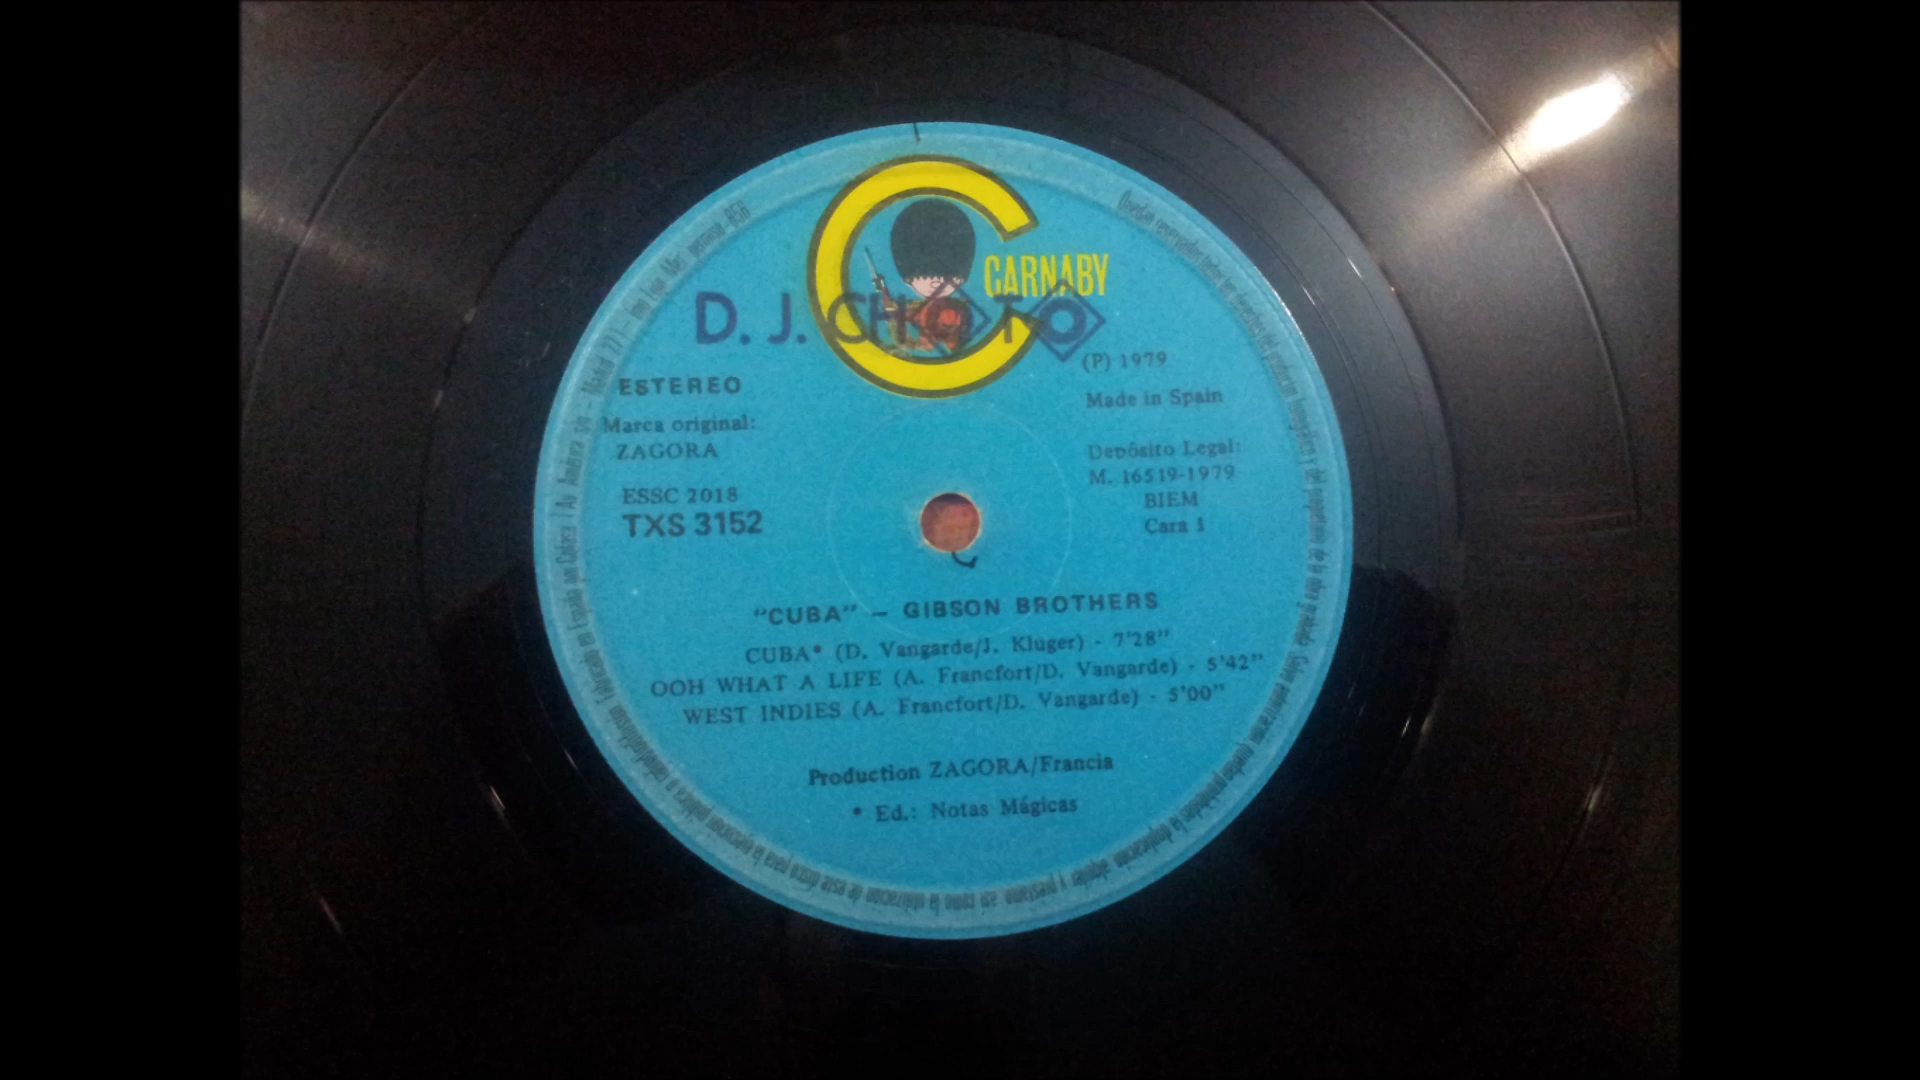 CARNABY
D. J. CHOTO
(P) 1979
ESTEREO
Made in Spain
Marca original:
ZAGORA
Depósito Legal:
M. 16519-1979
ESSC 2018
BIEM
TXS 3152
Cara 1
"CUBA" — GIBSON BROTHERS
CUBA* (D. Vangarde/J. Kluger) - 7'28"
OOH WHAT A LIFE (A. Francfort/D. Vangarde) - 5'42"
WEST INDIES (A. Francfort/D. Vangarde) - 5'00"
Production ZAGORA/Francia
* Ed.: Notas Mágicas